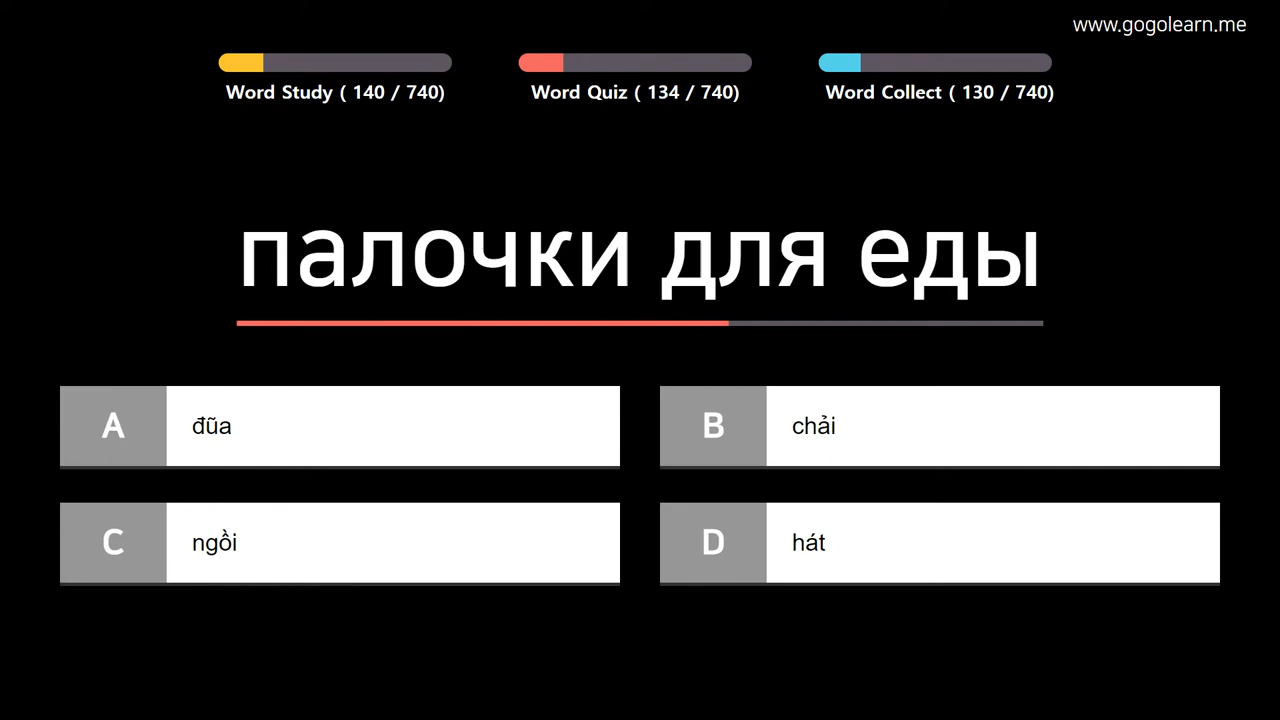 www.gogolearn.me
Word Study ( 140 / 740)
Word Quiz ( 134 / 740)
Word Collect ( 130 / 740)
палочки для еды
A đũa
B chải
C ngồi
D hát